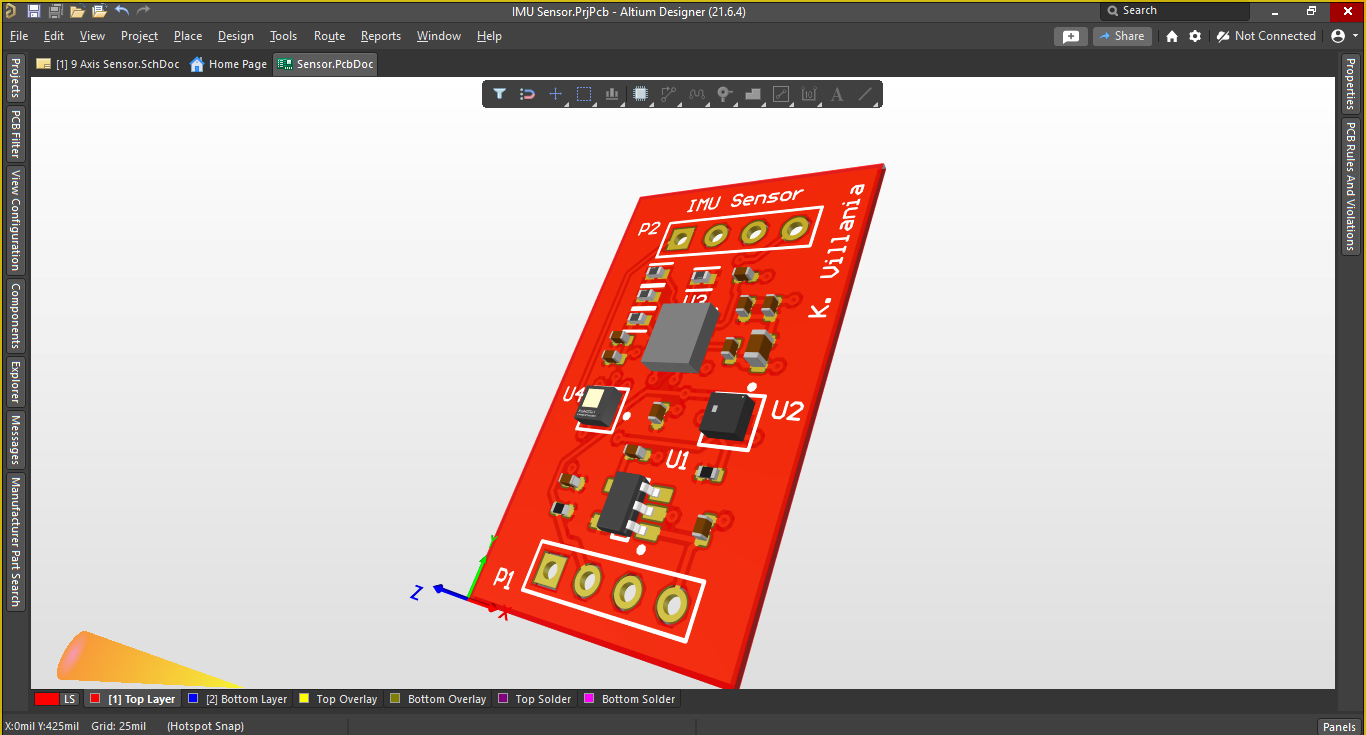 IMU Sensor.PrjPcb - Altium Designer (21.6.4)
Search
File Edit View Project Place Design Tools Route Reports Window Help
Share
Not Connected
[1] 9 Axis Sensor.SchDoc
Home Page
Sensor.PcbDoc
Projects
PCB Filter
View Configuration
Components
Explorer
Messages
Manufacturer Part Search
Properties
PCB Rules And Violations
A
IMU Sensor
P2
K. Villania
U3
U4
U2
U1
P1
Z
Y
X
LS
[1] Top Layer
[2] Bottom Layer
Top Overlay
Bottom Overlay
Top Solder
Bottom Solder
X:0mil Y:425mil Grid: 25mil (Hotspot Snap)
Panels